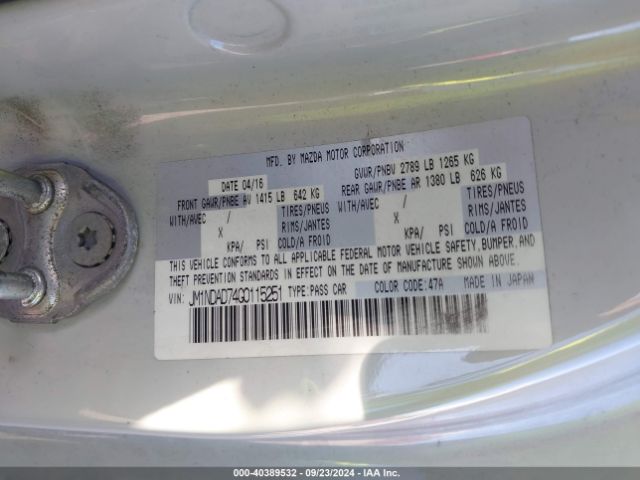 MFD. BY MAZDA MOTOR CORPORATION
DATE 04/16 GVWR/PNBV 2789 LB 1265 KG
FRONT GAWR/PNBE AV 1415 LB 642 KG REAR GAWR/PNBE AR 1380 LB 626 KG
WITH/AVEC / TIRES/PNEUS WITH/AVEC / TIRES/PNEUS
X RIMS/JANTES X RIMS/JANTES
KPA/ PSI COLD/A FROID KPA/ PSI COLD/A FROID
THIS VEHICLE CONFORMS TO ALL APPLICABLE FEDERAL MOTOR VEHICLE SAFETY, BUMPER, AND
THEFT PREVENTION STANDARDS IN EFFECT ON THE DATE OF MANUFACTURE SHOWN ABOVE.
VIN: JM1NDAD74G0115251 TYPE: PASS CAR COLOR CODE: 47A MADE IN JAPAN
000-40389532 - 09/23/2024 - IAA Inc.